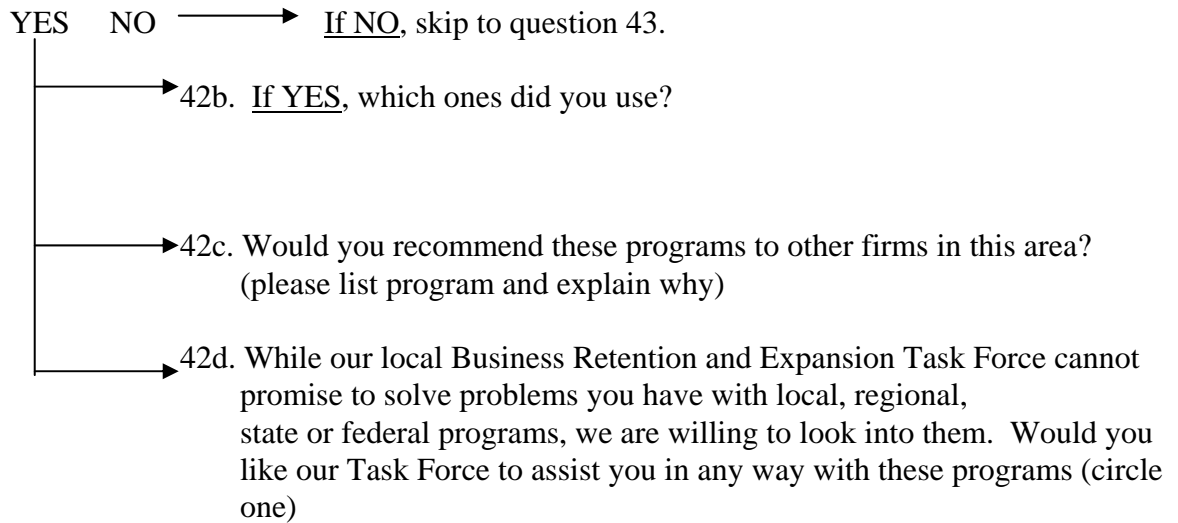 YES NO If NO, skip to question 43.
42b. If YES, which ones did you use?
42c. Would you recommend these programs to other firms in this area?
(please list program and explain why)
42d. While our local Business Retention and Expansion Task Force cannot
promise to solve problems you have with local, regional,
state or federal programs, we are willing to look into them. Would you
like our Task Force to assist you in any way with these programs (circle
one)